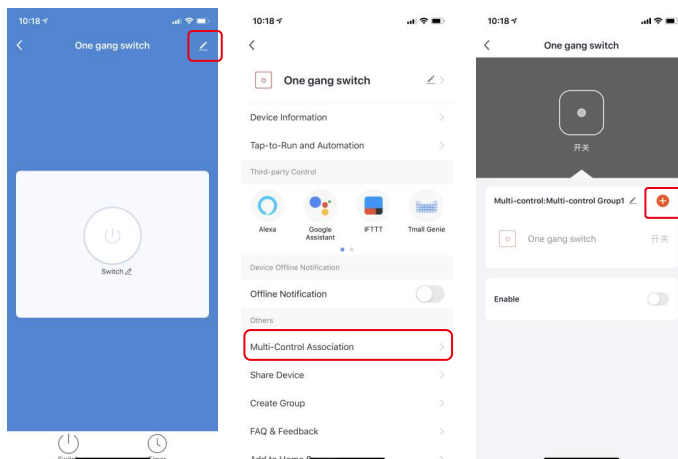 10:18
One gang switch
Switch
10:18
One gang switch
Device Information
Tap-to-Run and Automation
Third-party Control
Alexa
Google
Assistant
IFTTT
Tmall Genie
Device Offline Notification
Offline Notification
Others
Multi-Control Association
Share Device
Create Group
FAQ & Feedback
10:18
One gang switch
开关
Multi-control:Multi-control Group1
One gang switch 开关
Enable